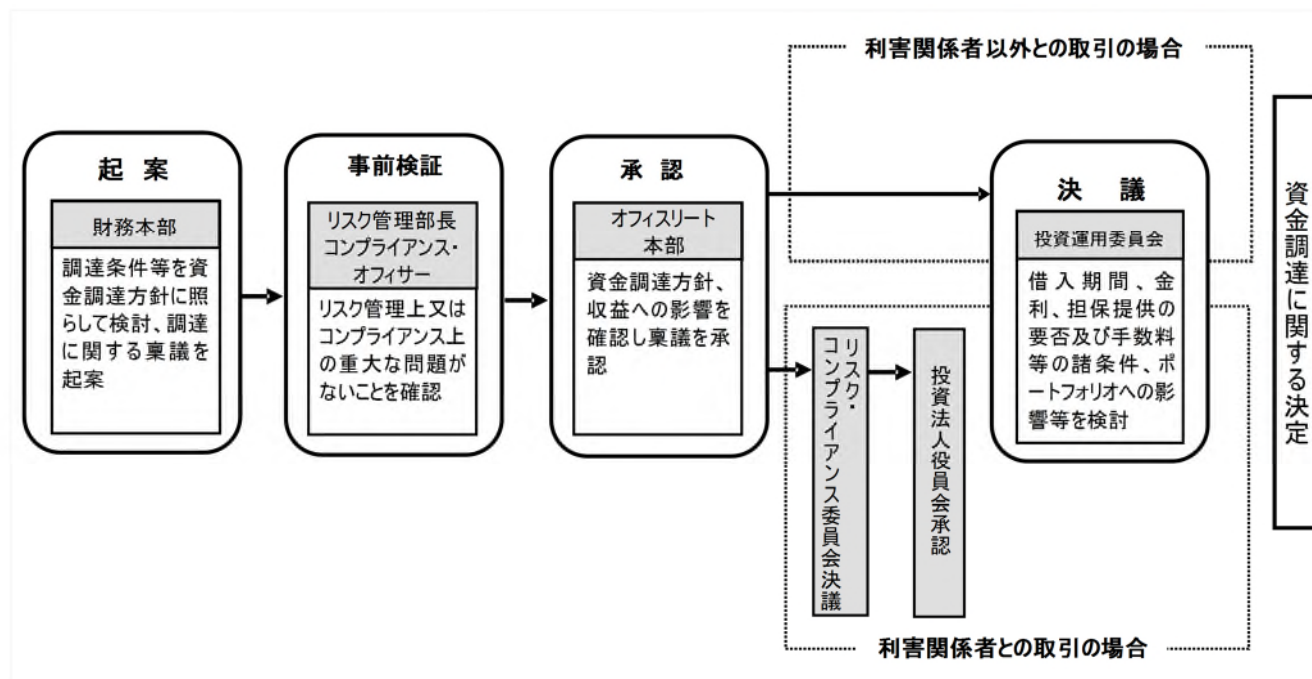 利害関係者以外との取引の場合
起 案
財務本部
調達条件等を資
金調達方針に照
らして検討、調達
に関する稟議を
起案
事前検証
リスク管理部長
コンプライアンス・
オフィサー
リスク管理上又は
コンプライアンス上
の重大な問題が
ないことを確認
承 認
オフィスリート
本部
資金調達方針、
収益への影響を
確認し稟議を承
認
リスク・
コンプライアンス委員会決議
投資法人役員会承認
決 議
投資運用委員会
借入期間、金
利、担保提供の
要否及び手数料
等の諸条件、ポ
ートフォリオへの影
響等を検討
資金調達に関する決定
利害関係者との取引の場合